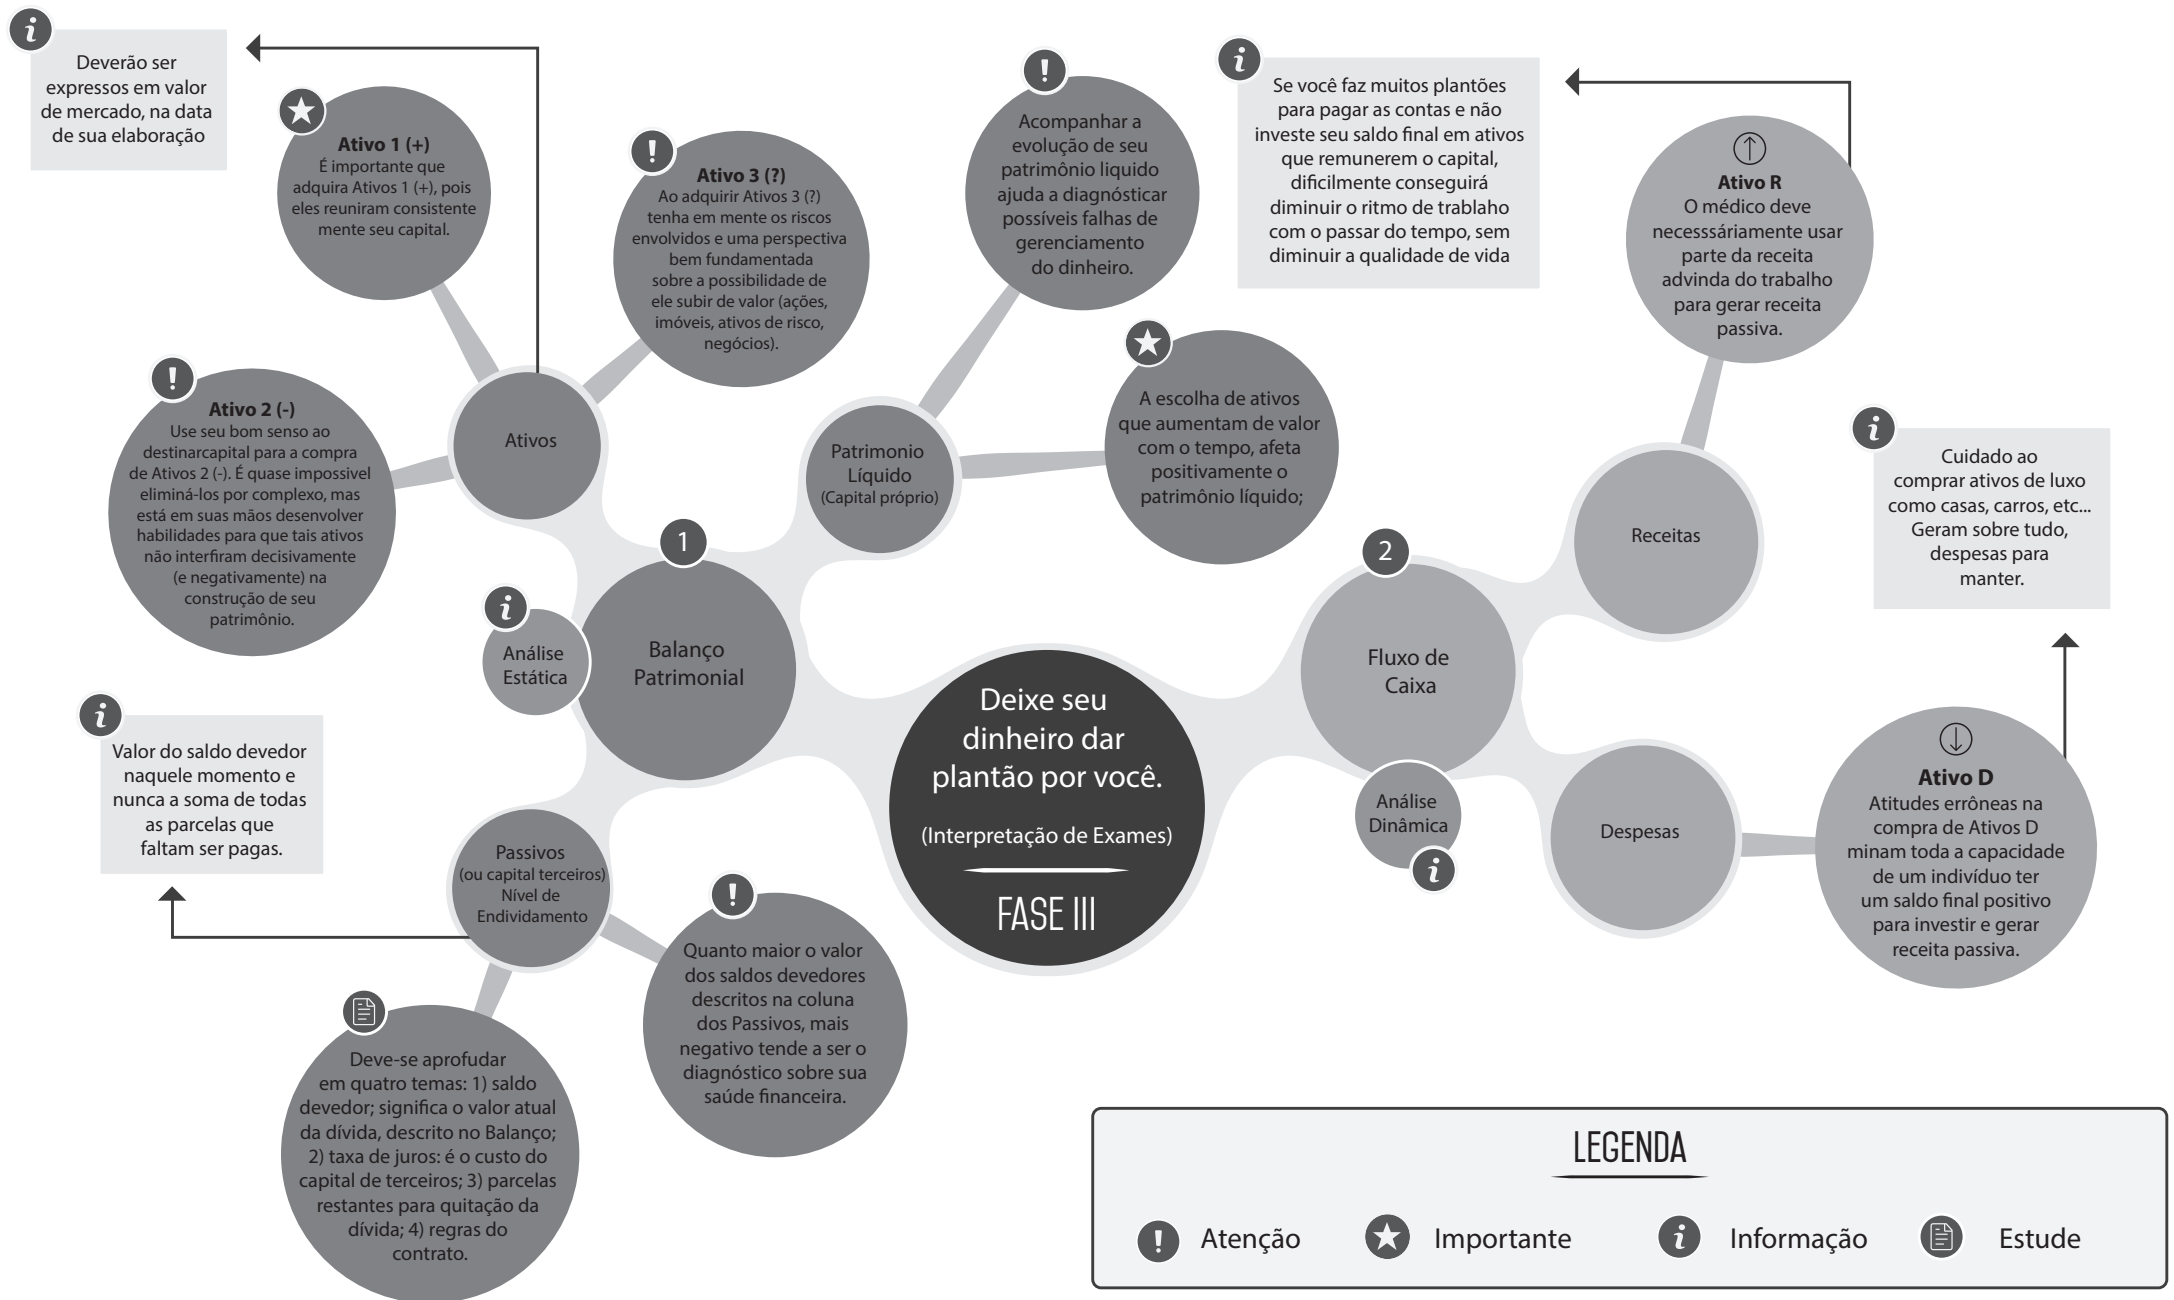 Deverão ser
expressos em valor
de mercado, na data
de sua elaboração
Ativo 1 (+)
É importante que
adquira Ativos 1 (+), pois
eles reuniram consistente
mente seu capital.
Ativo 3 (?)
Ao adquirir Ativos 3 (?)
tenha em mente os riscos
envolvidos e uma perspectiva
bem fundamentada
sobre a possibilidade de
ele subir de valor (ações,
imóveis, ativos de risco,
negócios).
Ativo 2 (-)
Use seu bom senso ao
destinarcapital para a compra
de Ativos 2 (-). É quase impossivel
eliminá-los por complexo, mas
está em suas mãos desenvolver
habilidades para que tais ativos
não interfiram decisivamente
(e negativamente) na
construção de seu
patrimônio.
Ativos
Acompanhar a
evolução de seu
patrimônio liquido
ajuda a diagnósticar
possíveis falhas de
gerenciamento
do dinheiro.
A escolha de ativos
que aumentam de valor
com o tempo, afeta
positivamente o
patrimônio líquido;
Patrimonio
Líquido
(Capital próprio)
1
Balanço
Patrimonial
Análise
Estática
Valor do saldo devedor
naquele momento e
nunca a soma de todas
as parcelas que
faltam ser pagas.
Passivos
(ou capital terceiros)
Nível de
Endividamento
Quanto maior o valor
dos saldos devedores
descritos na coluna
dos Passivos, mais
negativo tende a ser o
diagnóstico sobre sua
saúde financeira.
Deve-se aprofudar
em quatro temas: 1) saldo
devedor; significa o valor atual
da dívida, descrito no Balanço;
2) taxa de juros: é o custo do
capital de terceiros; 3) parcelas
restantes para quitação da
dívida; 4) regras do
contrato.
Deixe seu
dinheiro dar
plantão por você.
(Interpretação de Exames)
FASE III
Se você faz muitos plantões
para pagar as contas e não
investe seu saldo final em ativos
que remunerem o capital,
dificilmente conseguirá
diminuir o ritmo de trablaho
com o passar do tempo, sem
diminuir a qualidade de vida
Ativo R
O médico deve
necesssáriamente usar
parte da receita
advinda do trabalho
para gerar receita
passiva.
Receitas
2
Fluxo de
Caixa
Análise
Dinâmica
Cuidado ao
comprar ativos de luxo
como casas, carros, etc...
Geram sobre tudo,
despesas para
manter.
Despesas
Ativo D
Atitudes errôneas na
compra de Ativos D
minam toda a capacidade
de um indivíduo ter
um saldo final positivo
para investir e gerar
receita passiva.
LEGENDA
Atenção
Importante
Informação
Estude